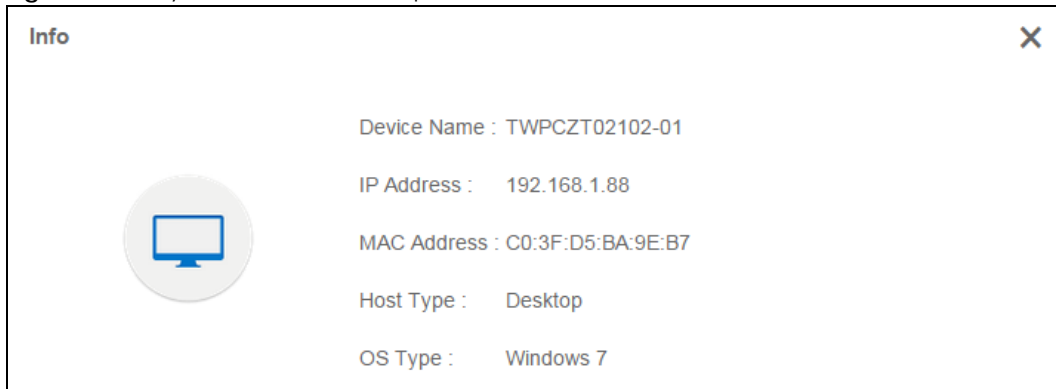 Info
Device Name : TWPCZT02102-01
IP Address : 192.168.1.88
MAC Address : C0:3F:D5:BA:9E:B7
Host Type : Desktop
OS Type : Windows 7